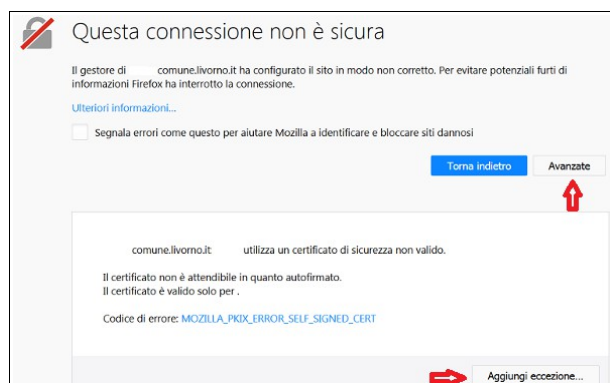 Questa connessione non è sicura
Il gestore di comune.livorno.it ha configurato il sito in modo non corretto. Per evitare potenziali furti di
informazioni Firefox ha interrotto la connessione.
Ulteriori informazioni...
Segnala errori come questo per aiutare Mozilla a identificare e bloccare siti dannosi
Torna indietro
Avanzate
comune.livorno.it utilizza un certificato di sicurezza non valido.
Il certificato non è attendibile in quanto autofirmato.
Il certificato è valido solo per .
Codice di errore: MOZILLA_PKIX_ERROR_SELF_SIGNED_CERT
Aggiungi eccezione...